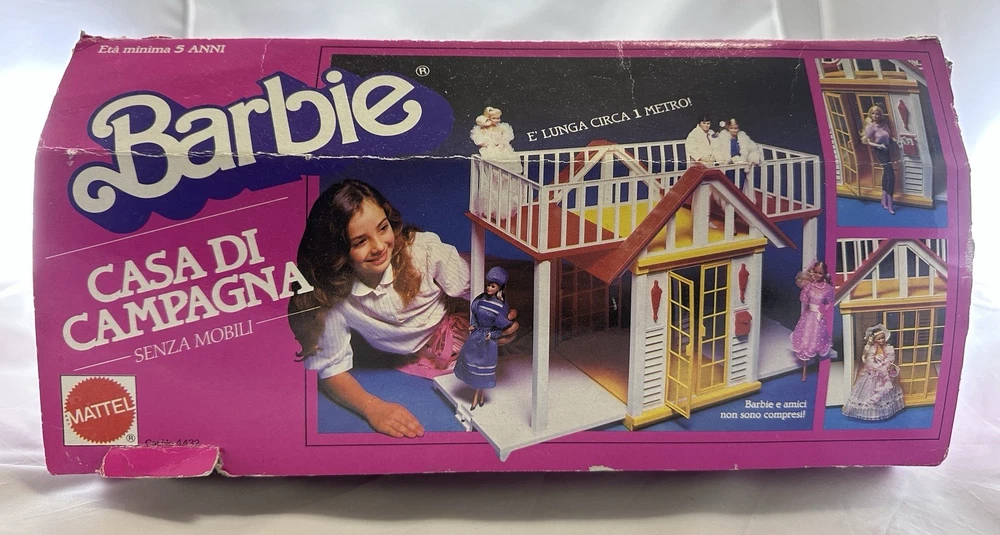 Età minima 5 ANNI
Barbie®
E' LUNGA CIRCA 1 METRO!
CASA DI
CAMPAGNA
SENZA MOBILI
MATTEL®
4432
Barbie e amici
non sono compresi!